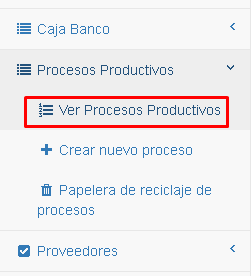 Caja Banco
Procesos Productivos
Ver Procesos Productivos
Crear nuevo proceso
Papelera de reciclaje de
procesos
Proveedores